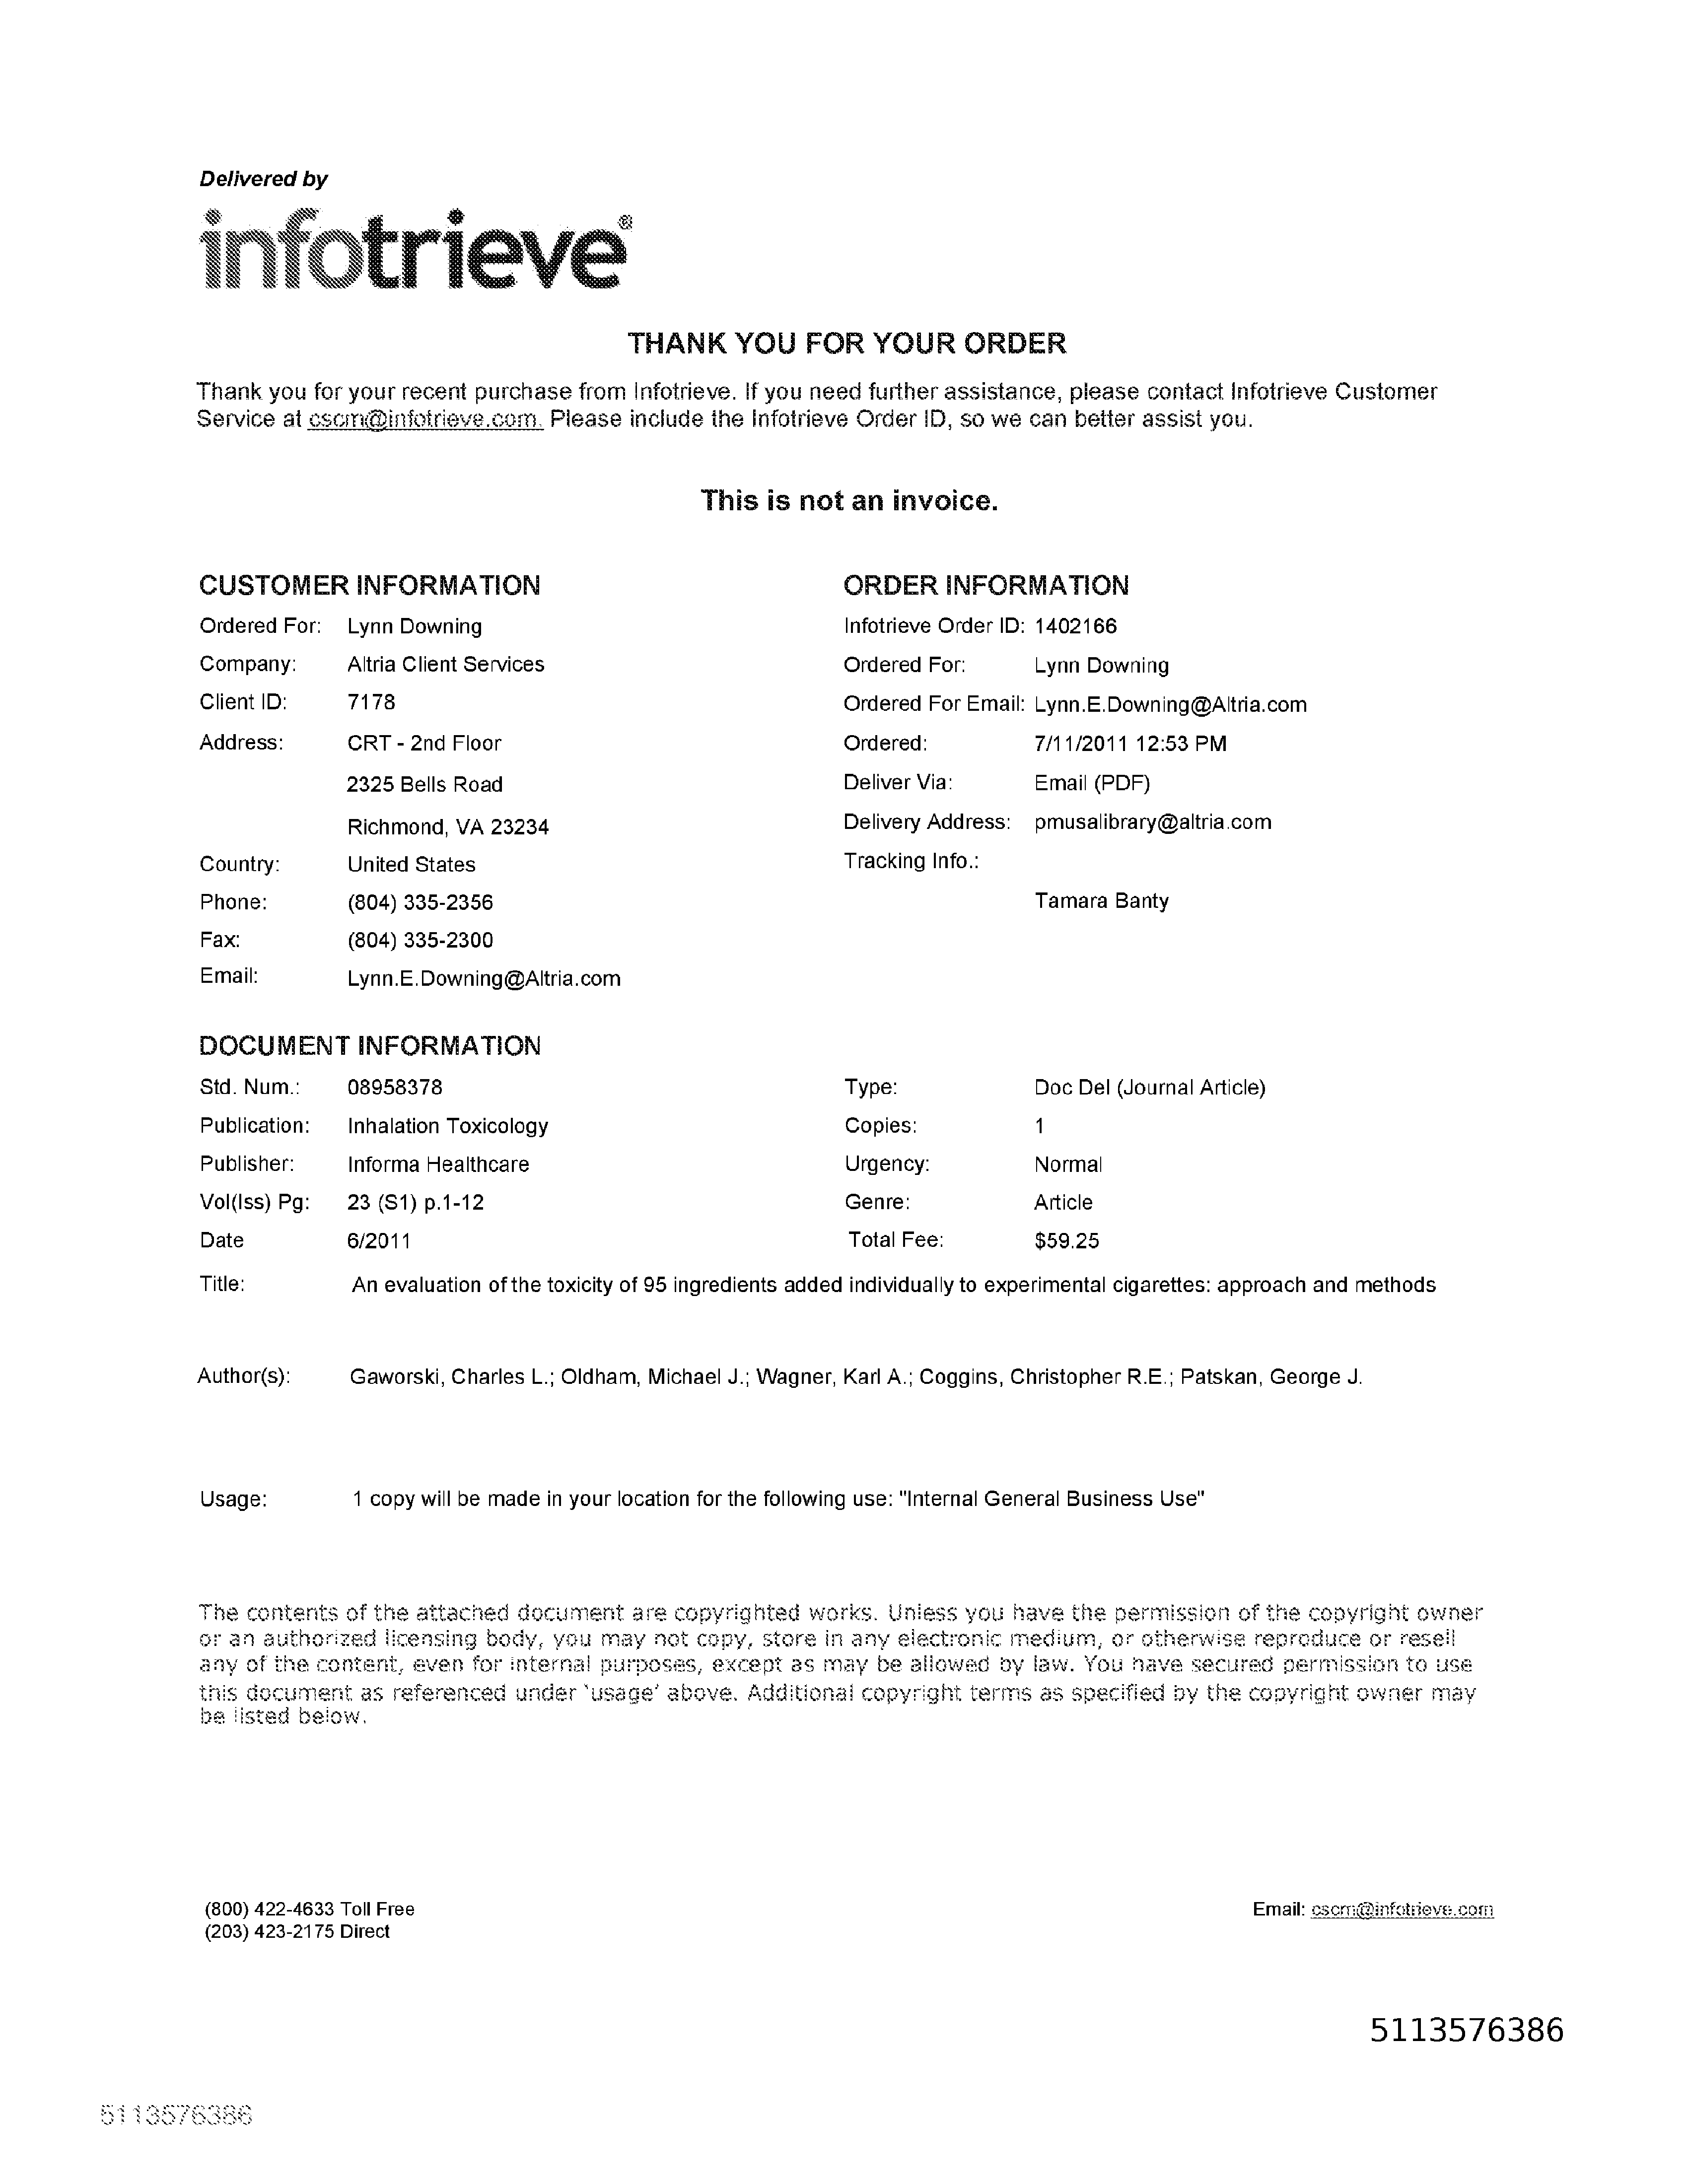 Delivered by
infotrieve®
THANK YOU FOR YOUR ORDER
Thank you for your recent purchase from Infotrieve. If you need further assistance, please contact Infotrieve Customer
Service at cscm@infotrieve.com. Please include the Infotrieve Order ID, so we can better assist you.
This is not an invoice.
CUSTOMER INFORMATION
Ordered For: Lynn Downing
Company: Altria Client Services
Client ID: 7178
Address: CRT - 2nd Floor
2325 Bells Road
Richmond, VA 23234
Country: United States
Phone: (804) 335-2356
Fax: (804) 335-2300
Email: Lynn.E.Downing@Altria.com
ORDER INFORMATION
Infotrieve Order ID: 1402166
Ordered For: Lynn Downing
Ordered For Email: Lynn.E.Downing@Altria.com
Ordered: 7/11/2011 12:53 PM
Deliver Via: Email (PDF)
Delivery Address: pmusalibrary@altria.com
Tracking Info.:
Tamara Banty
DOCUMENT INFORMATION
Std. Num.: 08958378
Publication: Inhalation Toxicology
Publisher: Informa Healthcare
Vol(Iss) Pg: 23 (S1) p.1-12
Date 6/2011
Type: Doc Del (Journal Article)
Copies: 1
Urgency: Normal
Genre: Article
Total Fee: $59.25
Title: An evaluation of the toxicity of 95 ingredients added individually to experimental cigarettes: approach and methods
Author(s): Gaworski, Charles L.; Oldham, Michael J.; Wagner, Karl A.; Coggins, Christopher R.E.; Patskan, George J.
Usage: 1 copy will be made in your location for the following use: "Internal General Business Use"
The contents of the attached document are copyrighted works. Unless you have the permission of the copyright owner
or an authorized licensing body, you may not copy, store in any electronic medium, or otherwise reproduce or resell
any of the content, even for internal purposes, except as may be allowed by law. You have secured permission to use
this document as referenced under 'usage' above. Additional copyright terms as specified by the copyright owner may
be listed below.
(800) 422-4633 Toll Free
(203) 423-2175 Direct
Email: cscm@infotrieve.com
5113576386
5113576386